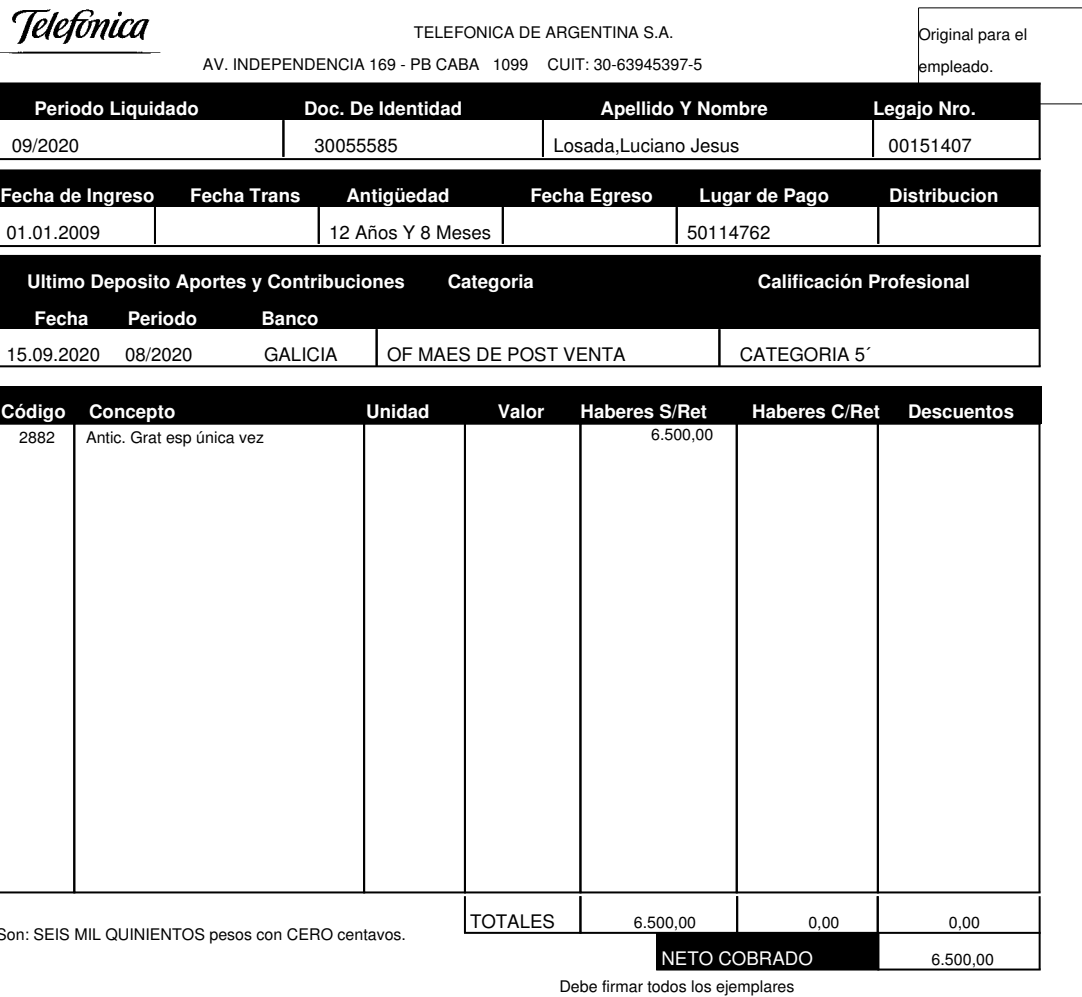 Telefónica
TELEFONICA DE ARGENTINA S.A.
Original para el
AV. INDEPENDENCIA 169 - PB CABA 1099 CUIT: 30-63945397-5
empleado.
Periodo Liquidado Doc. De Identidad Apellido Y Nombre Legajo Nro.
09/2020 30055585 Losada,Luciano Jesus 00151407
Fecha de Ingreso Fecha Trans Antigüedad Fecha Egreso Lugar de Pago Distribucion
01.01.2009 12 Años Y 8 Meses 50114762
Ultimo Deposito Aportes y Contribuciones Categoria Calificación Profesional
Fecha Periodo Banco
15.09.2020 08/2020 GALICIA OF MAES DE POST VENTA CATEGORIA 5´
Código Concepto Unidad Valor Haberes S/Ret Haberes C/Ret Descuentos
2882 Antic. Grat esp única vez 6.500,00
TOTALES 6.500,00 0,00 0,00
Son: SEIS MIL QUINIENTOS pesos con CERO centavos.
NETO COBRADO 6.500,00
Debe firmar todos los ejemplares